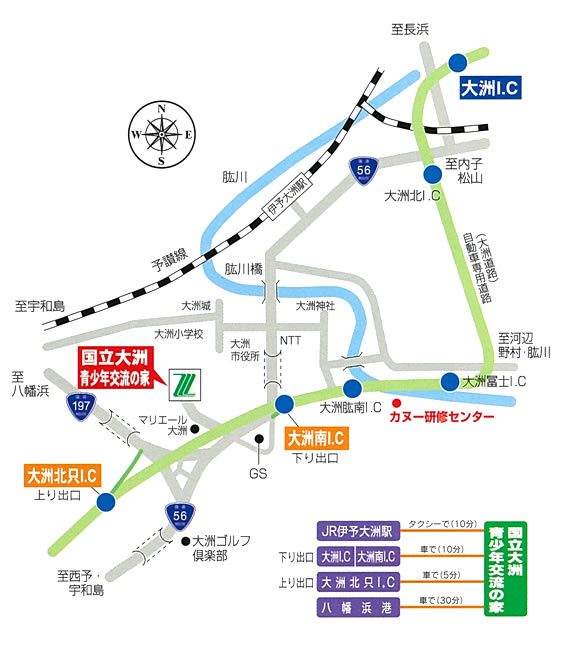 至長浜
大洲I.C
N
W
E
S
肱川
国道
56
ROUTE
至内子
松山
大洲北I.C
伊予大洲駅
(大洲道路)
自動車専用道路
予讃線
肱川橋
至宇和島
大洲城
大洲神社
大洲小学校
大洲
市役所
NTT
至河辺
野村・肱川
国立大洲
青少年交流の家
至
八幡浜
大洲冨士I.C
大洲肱南I.C
国道
197
ROUTE
マリエール
大洲
カヌー研修センター
大洲南I.C
下り出口
GS
大洲北只I.C
上り出口
国道
56
ROUTE
大洲ゴルフ
倶楽部
至西予・
宇和島
JR伊予大洲駅
タクシーで(10分)
下り出口
大洲I.C
大洲南I.C
車で(10分)
上り出口
大洲北只I.C
車で(5分)
八幡浜港
車で(30分)
国立大洲
青少年交流の家